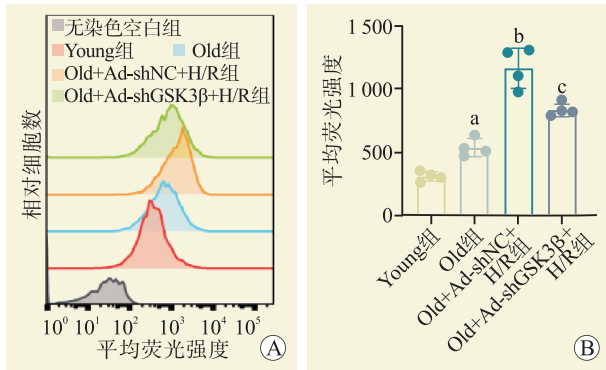 无染色空白组
Young组 Old组
Old+Ad-shNC+H/R组
Old+Ad-shGSK3β+H/R组
相对细胞数
10⁰ 10¹ 10² 10³ 10⁴ 10⁵
平均荧光强度
A
平均荧光强度
1 500
1 000
500
0
a
b
c
Young组
Old组
Old+Ad-shNC+
H/R组
Old+Ad-shGSK3β+
H/R组
B